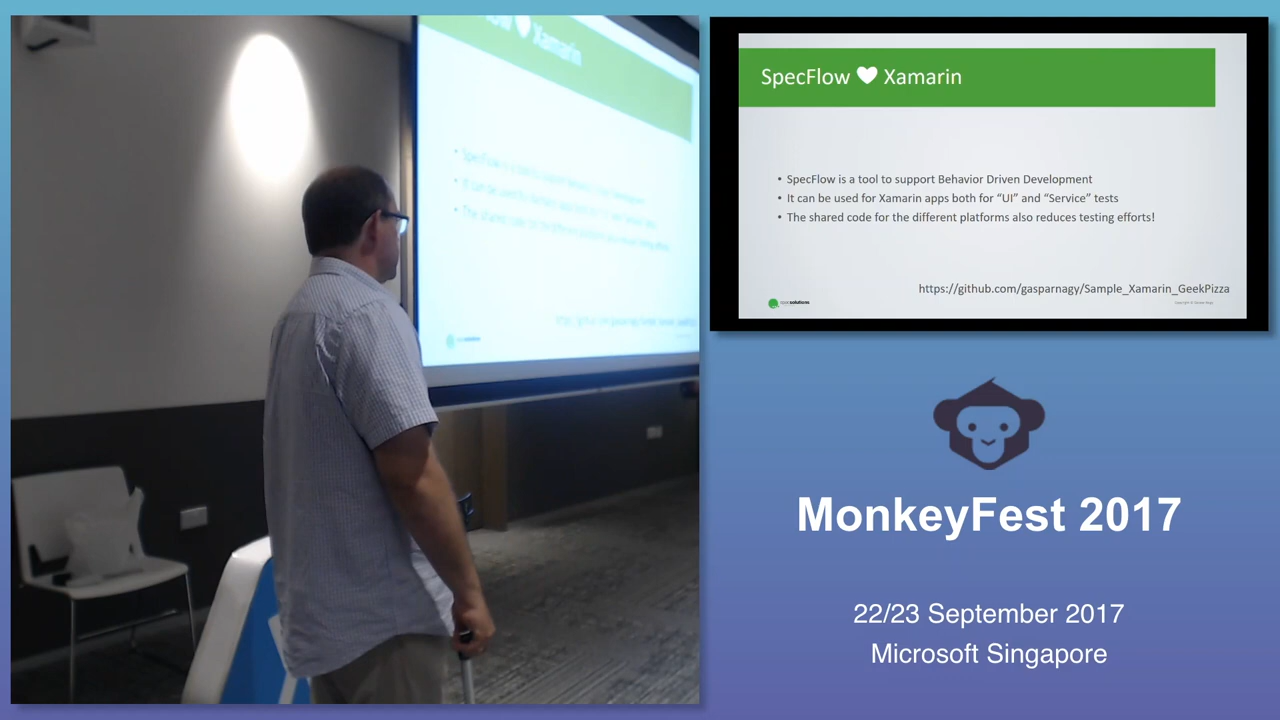 Xamarin
SpecFlow Xamarin
• SpecFlow is a tool to support Behavior Driven Development
• It can be used for Xamarin apps both for “UI” and “Service” tests
• The shared code for the different platforms also reduces testing efforts!
https://github.com/gasparnagy/Sample_Xamarin_GeekPizza
MonkeyFest 2017
22/23 September 2017
Microsoft Singapore